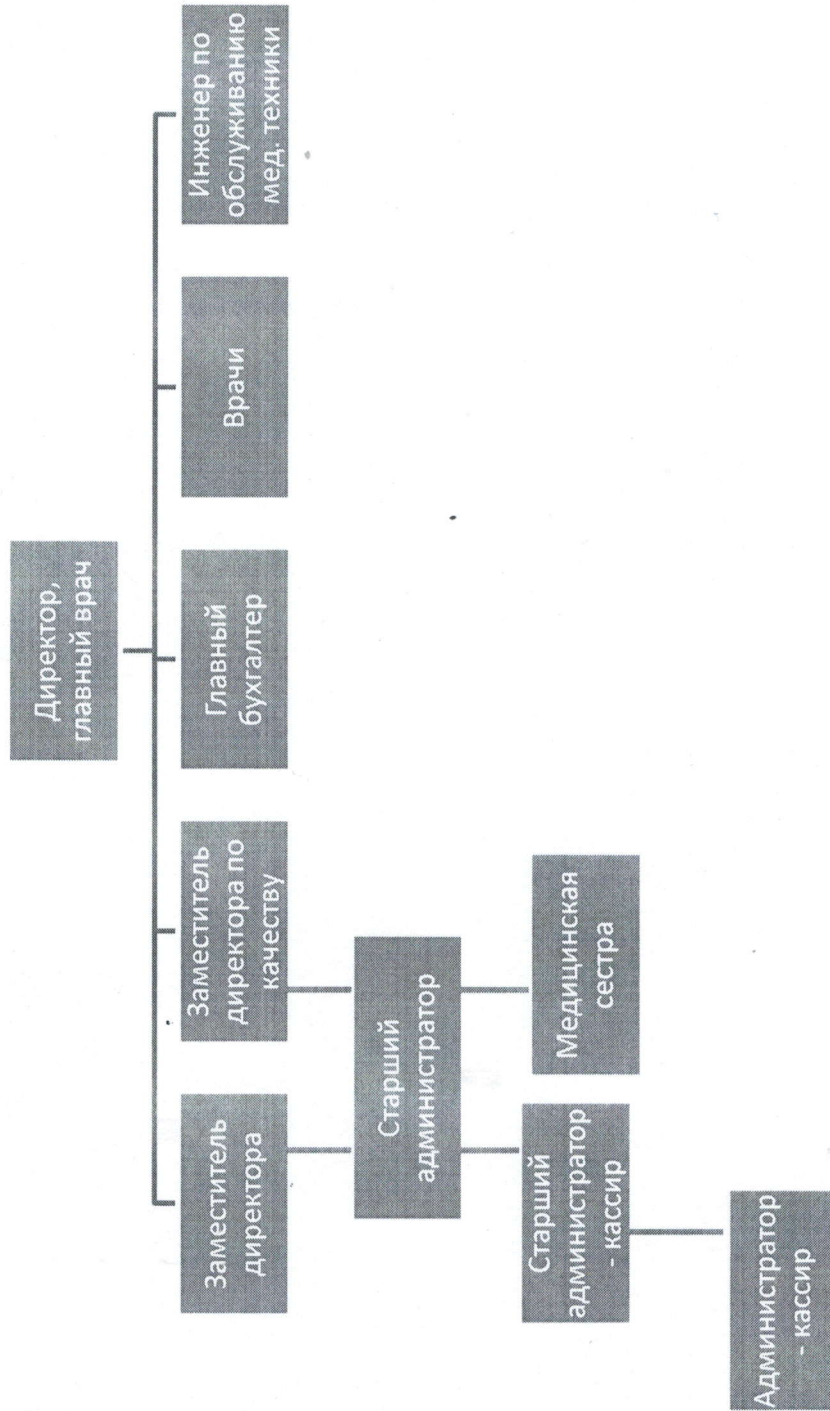 Директор,
главный врач
Заместитель
директора
Заместитель
директора по
качеству
Главный
бухгалтер
Врачи
Инженер по
обслуживанию
мед. техники
Старший
администратор
Старший
администратор
- кассир
Медицинская
сестра
Администратор
- кассир